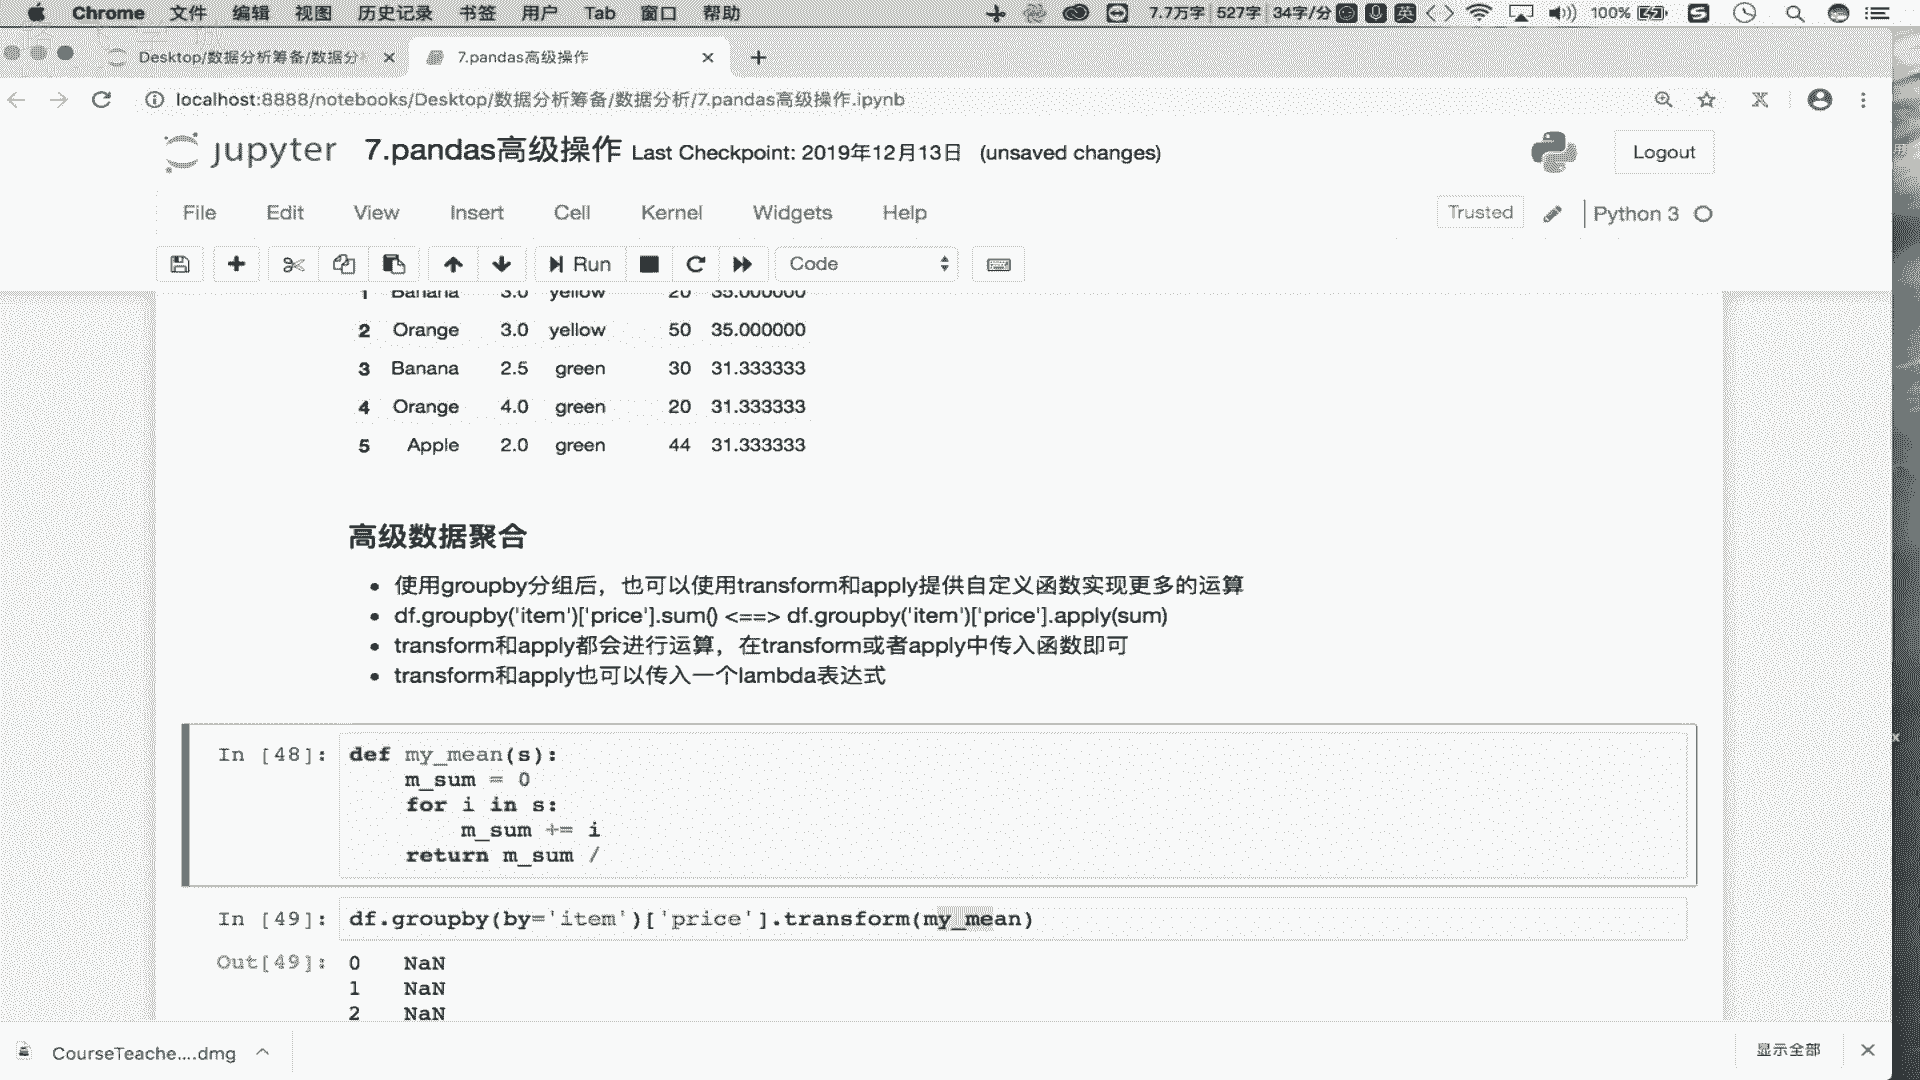 Chrome 文件 编辑 视图 历史记录 书签 用户 Tab 窗口 帮助 7.7万字 527字 34字/分 英 100%
Desktop/数据分析筹备/数据分 7.pandas高级操作
localhost:8888/notebooks/Desktop/数据分析筹备/数据分析/7.pandas高级操作.ipynb
jupyter 7.pandas高级操作 Last Checkpoint: 2019年12月13日 (unsaved changes) Logout
File Edit View Insert Cell Kernel Widgets Help Trusted Python 3
Run Code
1 Banana 3.0 yellow 20 35.000000
2 Orange 3.0 yellow 50 35.000000
3 Banana 2.5 green 30 31.333333
4 Orange 4.0 green 20 31.333333
5 Apple 2.0 green 44 31.333333
高级数据聚合
使用groupby分组后，也可以使用transform和apply提供自定义函数实现更多的运算
df.groupby('item')['price'].sum() <==> df.groupby('item')['price'].apply(sum)
transform和apply都会进行运算，在transform或者apply中传入函数即可
transform和apply也可以传入一个lambda表达式
In [48]: def my_mean(s):
m_sum = 0
for i in s:
m_sum += i
return m_sum /
In [49]: df.groupby(by='item')['price'].transform(my_mean)
Out[49]: 0 NaN
1 NaN
2 NaN
CourseTeache....dmg 显示全部